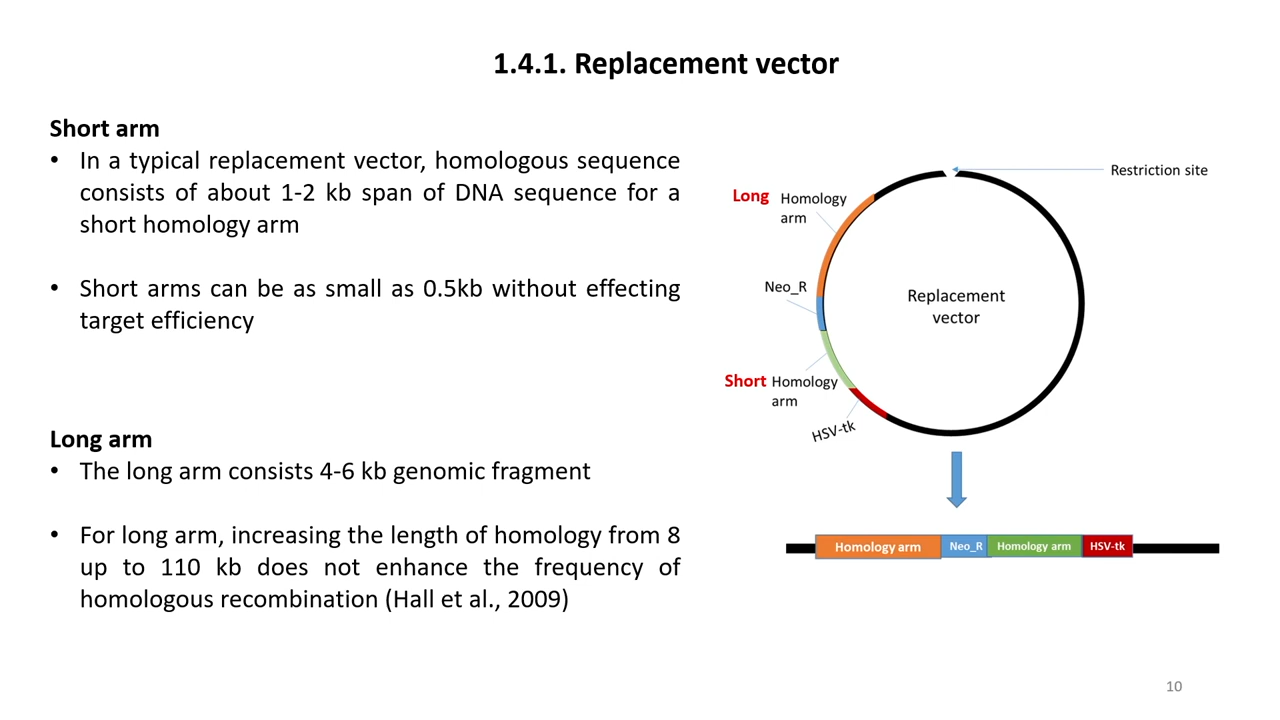 1.4.1. Replacement vector
Short arm
• In a typical replacement vector, homologous sequence
consists of about 1-2 kb span of DNA sequence for a
short homology arm
• Short arms can be as small as 0.5kb without effecting
target efficiency
Long arm
• The long arm consists 4-6 kb genomic fragment
• For long arm, increasing the length of homology from 8
up to 110 kb does not enhance the frequency of
homologous recombination (Hall et al., 2009)
Restriction site
Long Homology
arm
Neo_R
Replacement
vector
Short Homology
arm
HSV-tk
Homology arm Neo_R Homology arm HSV-tk
10